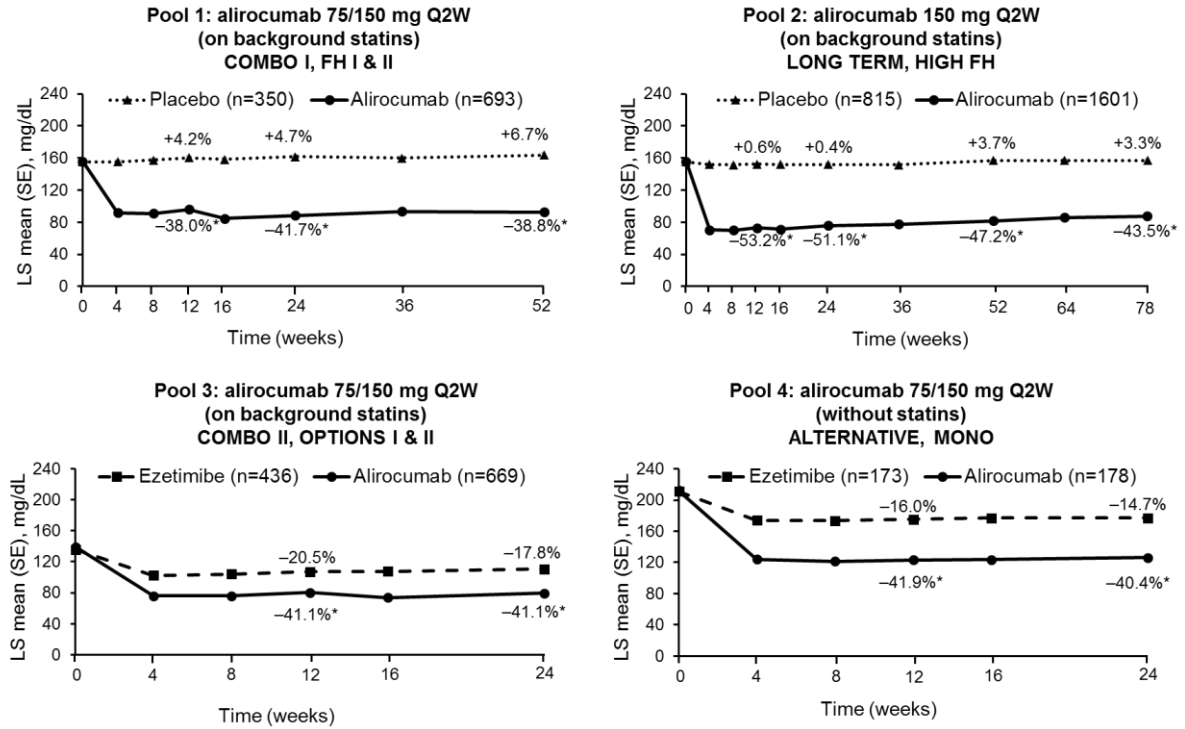 Pool 1: alirocumab 75/150 mg Q2W
(on background statins)
COMBO I, FH I & II
Placebo (n=350) Alirocumab (n=693)
LS mean (SE), mg/dL
240
200
160
120
80
40
0
+4.2% +4.7% +6.7%
–38.0%* –41.7%* –38.8%*
0 4 8 12 16 24 36 52
Time (weeks)
Pool 2: alirocumab 150 mg Q2W
(on background statins)
LONG TERM, HIGH FH
Placebo (n=815) Alirocumab (n=1601)
LS mean (SE), mg/dL
240
200
160
120
80
40
0
+0.6% +0.4% +3.7% +3.3%
–53.2%* –51.1%* –47.2%* –43.5%*
0 4 8 12 16 24 36 52 64 78
Time (weeks)
Pool 3: alirocumab 75/150 mg Q2W
(on background statins)
COMBO II, OPTIONS I & II
Ezetimibe (n=436) Alirocumab (n=669)
LS mean (SE), mg/dL
240
200
160
120
80
40
0
–20.5% –17.8%
–41.1%* –41.1%*
0 4 8 12 16 24
Time (weeks)
Pool 4: alirocumab 75/150 mg Q2W
(without statins)
ALTERNATIVE, MONO
Ezetimibe (n=173) Alirocumab (n=178)
LS mean (SE), mg/dL
240
200
160
120
80
40
0
–16.0% –14.7%
–41.9%* –40.4%*
0 4 8 12 16 24
Time (weeks)